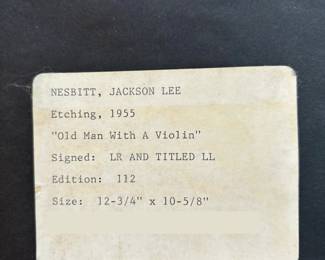 NESBITT, JACKSON LEE
Etching, 1955
"Old Man With A Violin"
Signed: LR AND TITLED LL
Edition: 112
Size: 12-3/4" x 10-5/8"